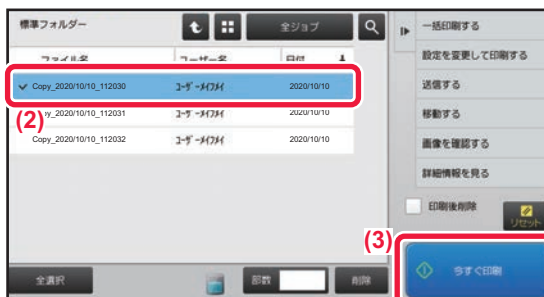 標準フォルダー
全ジョブ
ファイル名 ユーザー名 日付
Copy_2020/10/10_112030 ユーザーメイフメイ 2020/10/10
(2)
Copy_2020/10/10_112031 ユーザーメイフメイ 2020/10/10
Copy_2020/10/10_112032 ユーザーメイフメイ 2020/10/10
全選択
部数
削除
一括印刷する
設定を変更して印刷する
送信する
移動する
画像を確認する
詳細情報を見る
印刷後削除
リセット
(3)
今すぐ印刷